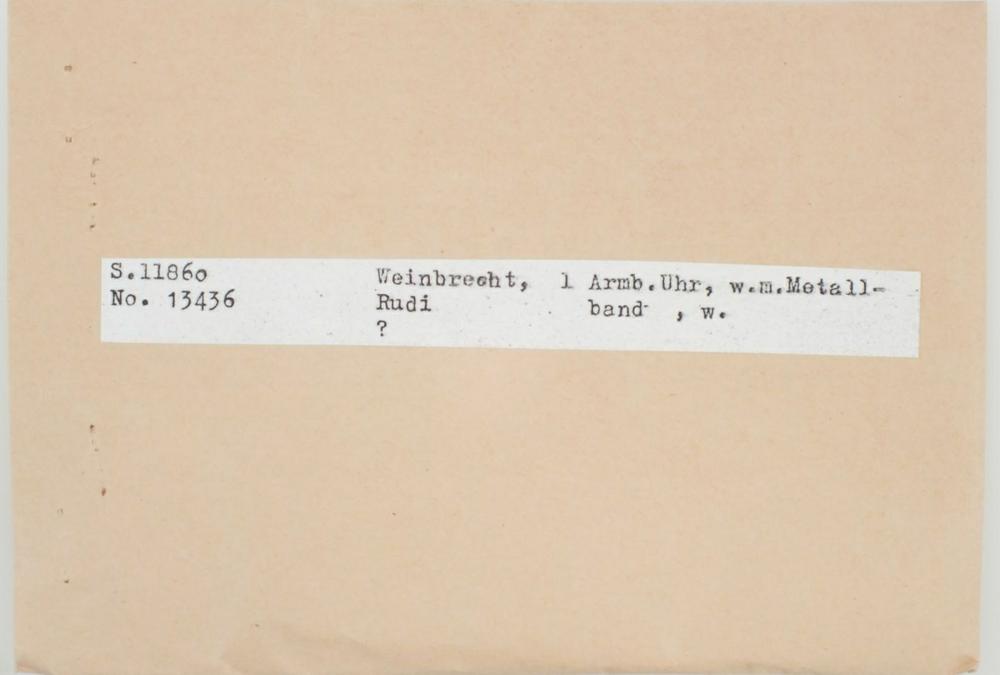 S.11860
No. 13436
Weinbrecht,
Rudi
?
1 Armb.Uhr, w.m.Metall-
band , w.